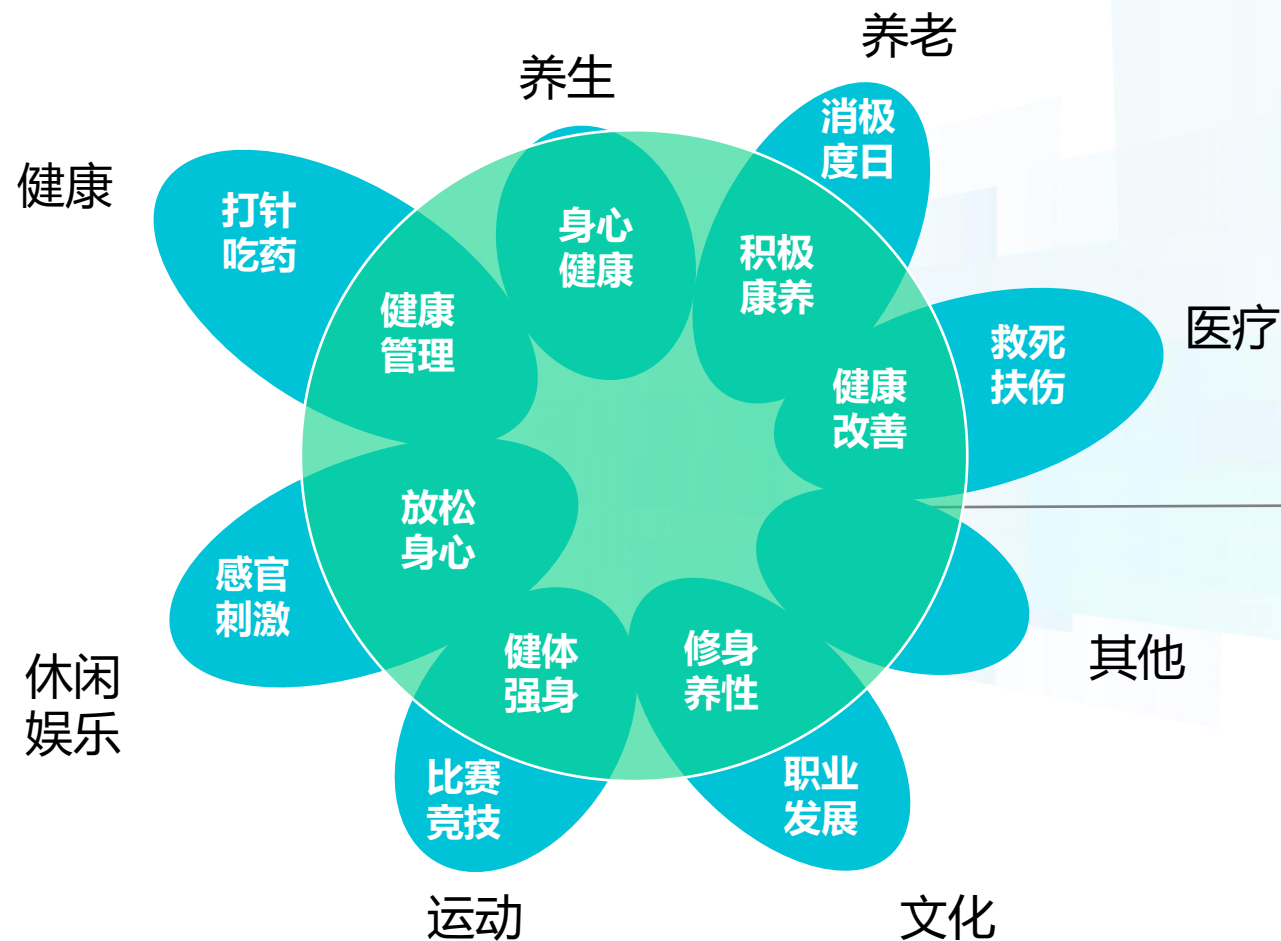 养老
养生
消极
度日
健康
打针
吃药
身心
健康
积极
康养
健康
管理
医疗
救死
扶伤
健康
改善
放松
身心
感官
刺激
健体
强身
修身
养性
其他
休闲
娱乐
比赛
竞技
职业
发展
运动
文化